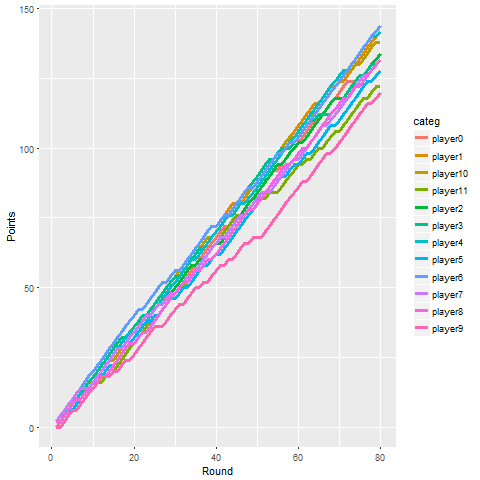 150
100
50
0
Points
0
20
40
60
80
Round
categ
player0
player1
player10
player11
player2
player3
player4
player5
player6
player7
player8
player9